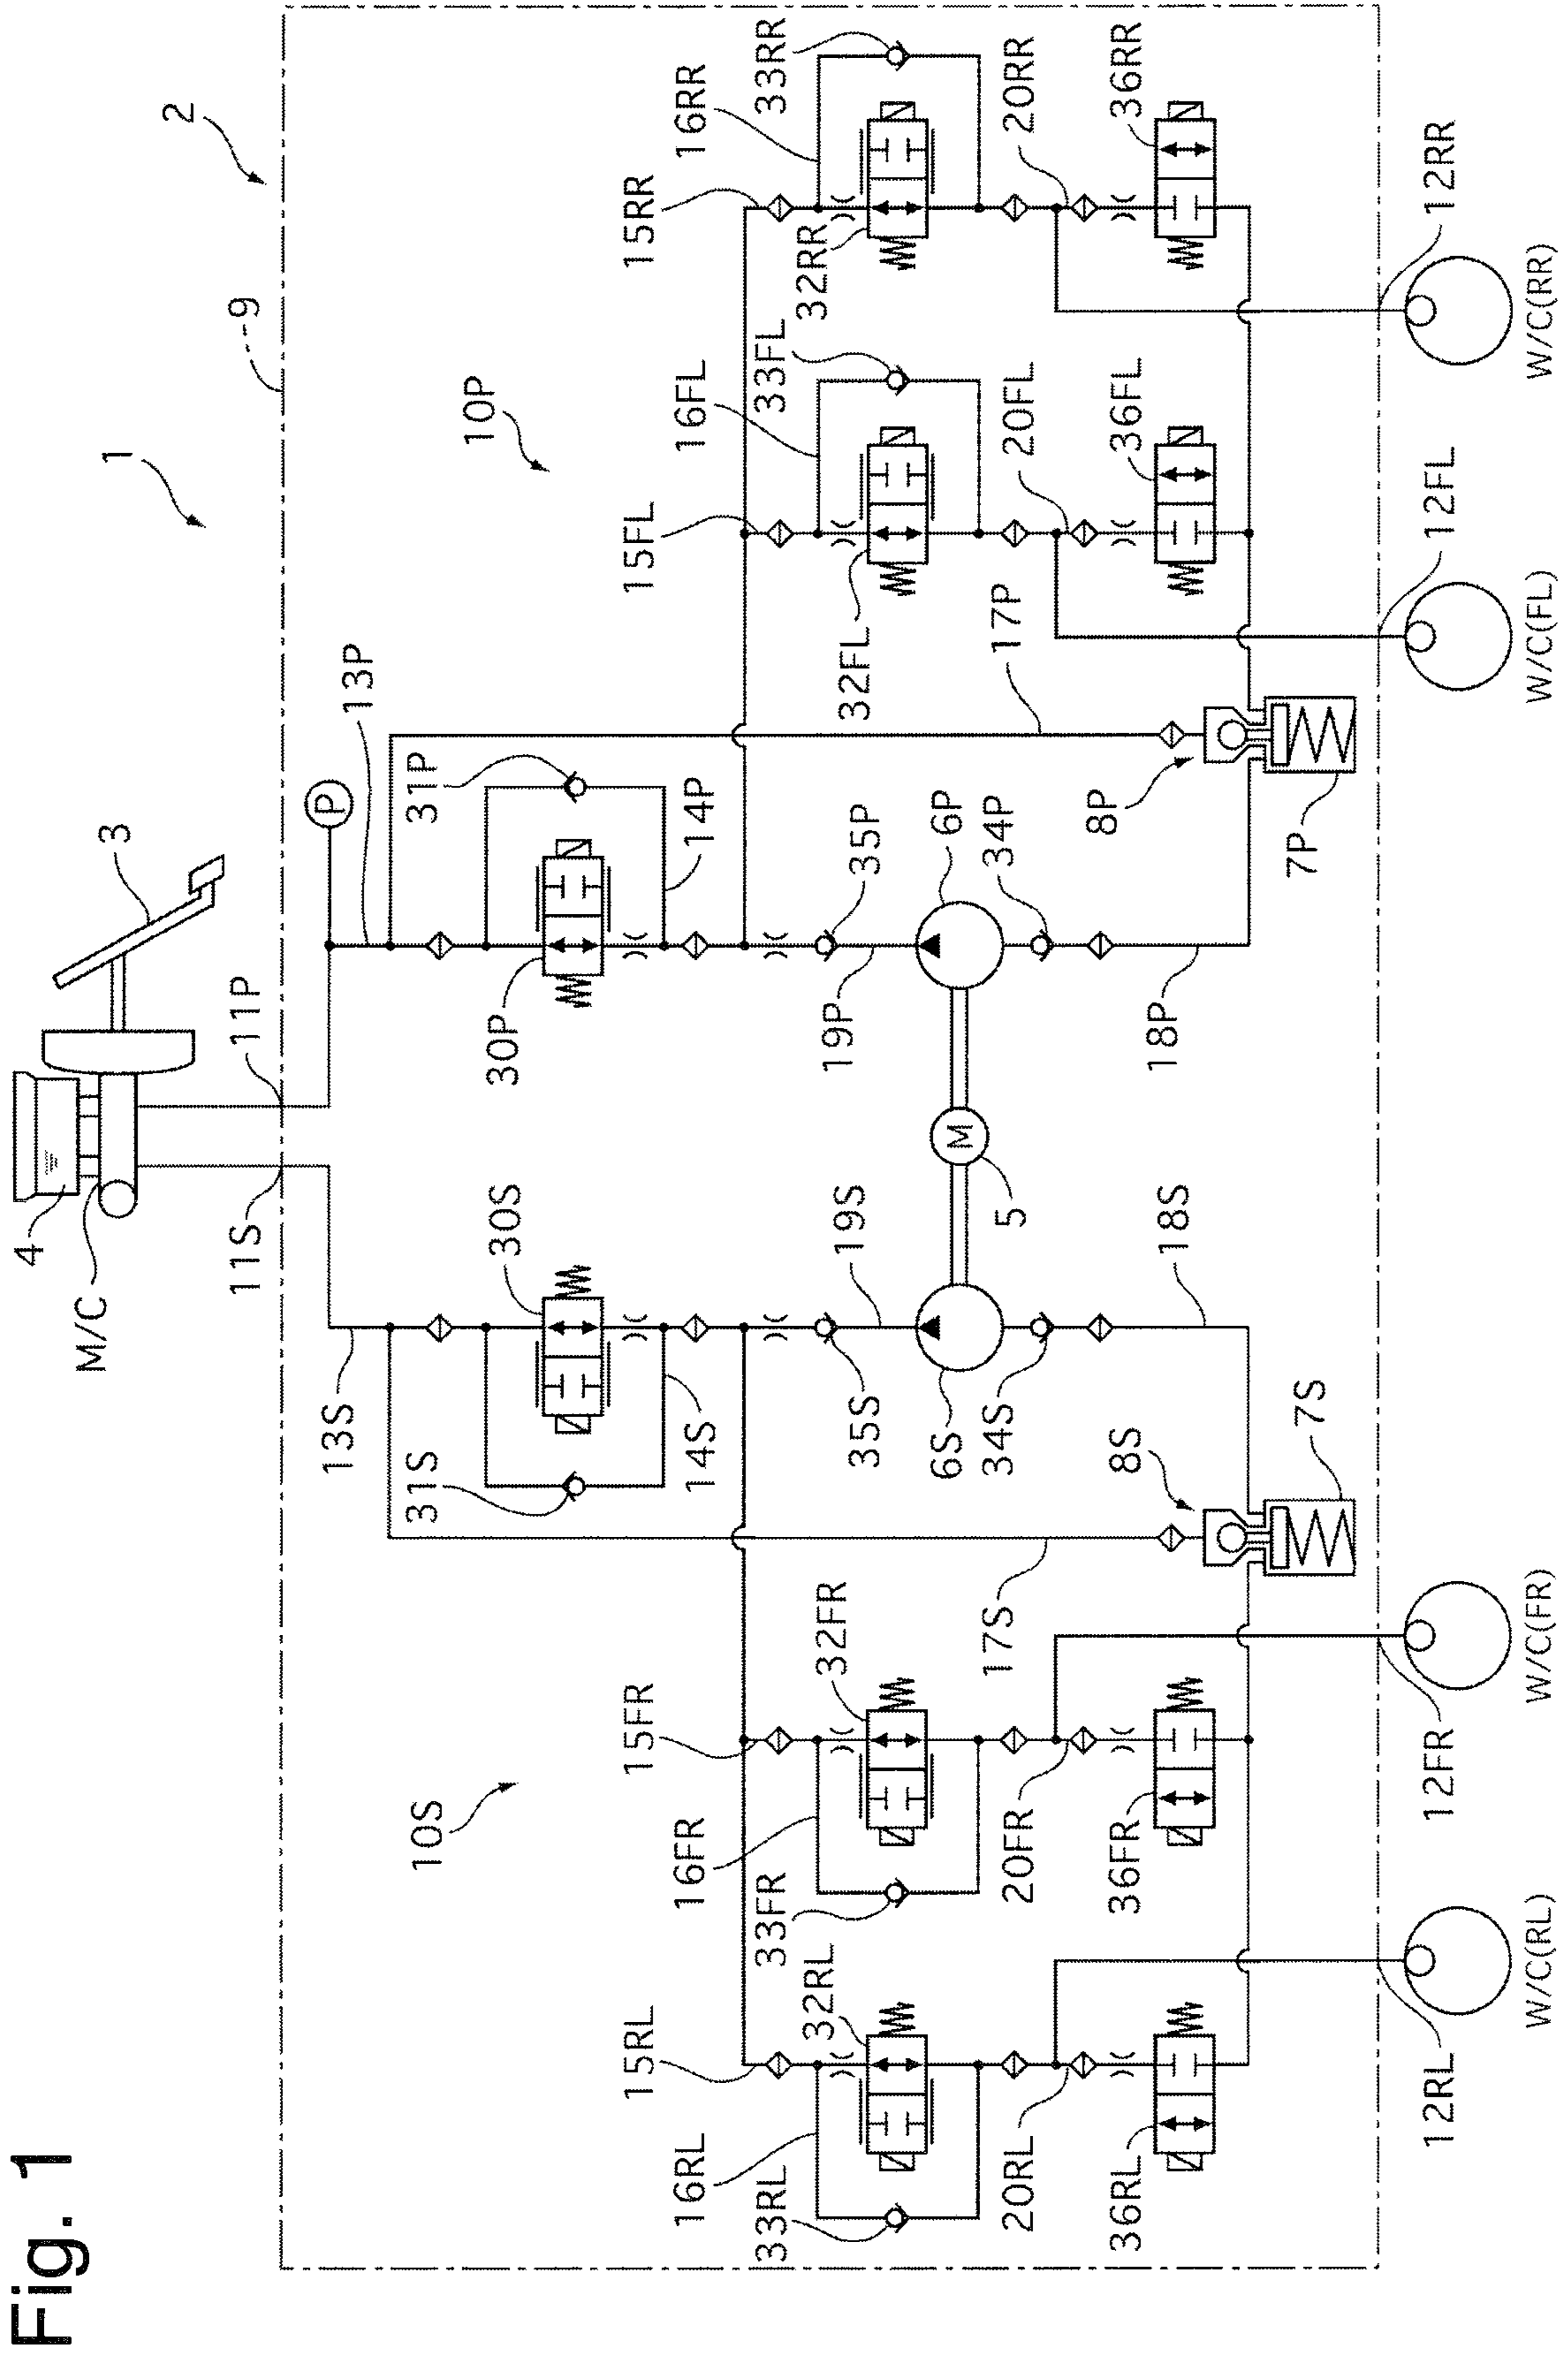 Fig. 1
1
2
3
4
M/C
11S
11P
9
P
13S
13P
10S
10P
31S
30S
30P
31P
14S
14P
15RL
15FR
15FL
15RR
16RL
16FR
16FL
16RR
33RL
32RL
33FR
32FR
35S
19S
19P
35P
32FL
33FL
32RR
33RR
6S
M
6P
20RL
20FR
17S
34S
5
34P
17P
20FL
20RR
36RL
36FR
8S
18S
18P
8P
36FL
36RR
7S
7P
12RL
12FR
12FL
12RR
W/C(RL)
W/C(FR)
W/C(FL)
W/C(RR)